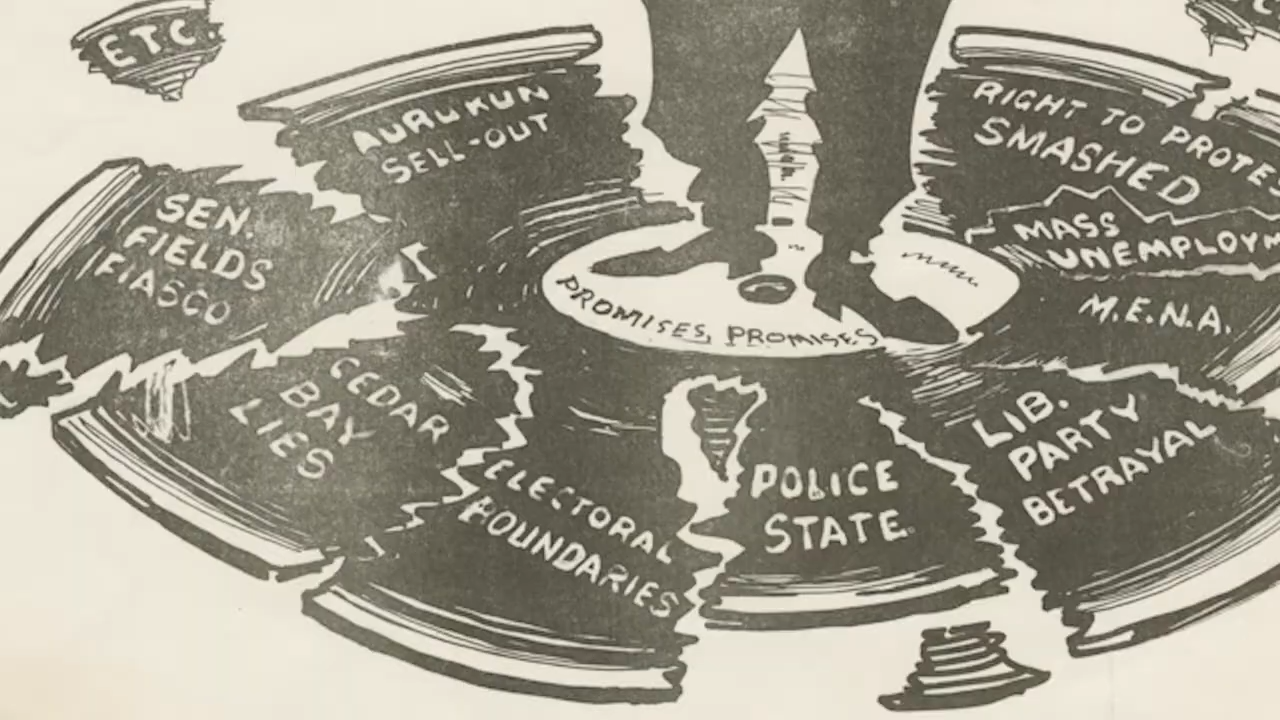 ETC.
AURUKUN
SELL-OUT
RIGHT TO PROTES
SMASHED
MASS
UNEMPLOYM
M.E.N.A.
SEN.
FIELDS
FIASCO
PROMISES, PROMISES
CEDAR
BAY
LIES
ELECTORAL
BOUNDARIES
POLICE
STATE.
LIB.
PARTY
BETRAYAL